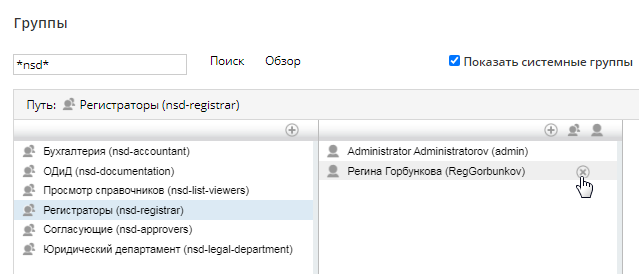 Группы
*nsd* Поиск Обзор Показать системные группы
Путь: Регистраторы (nsd-registrar)
Бухгалтерия (nsd-accountant)
ОДиД (nsd-documentation)
Просмотр справочников (nsd-list-viewers)
Регистраторы (nsd-registrar)
Согласующие (nsd-approvers)
Юридический департамент (nsd-legal-department)
Administrator Administratorov (admin)
Регина Горбункова (RegGorbunkov)